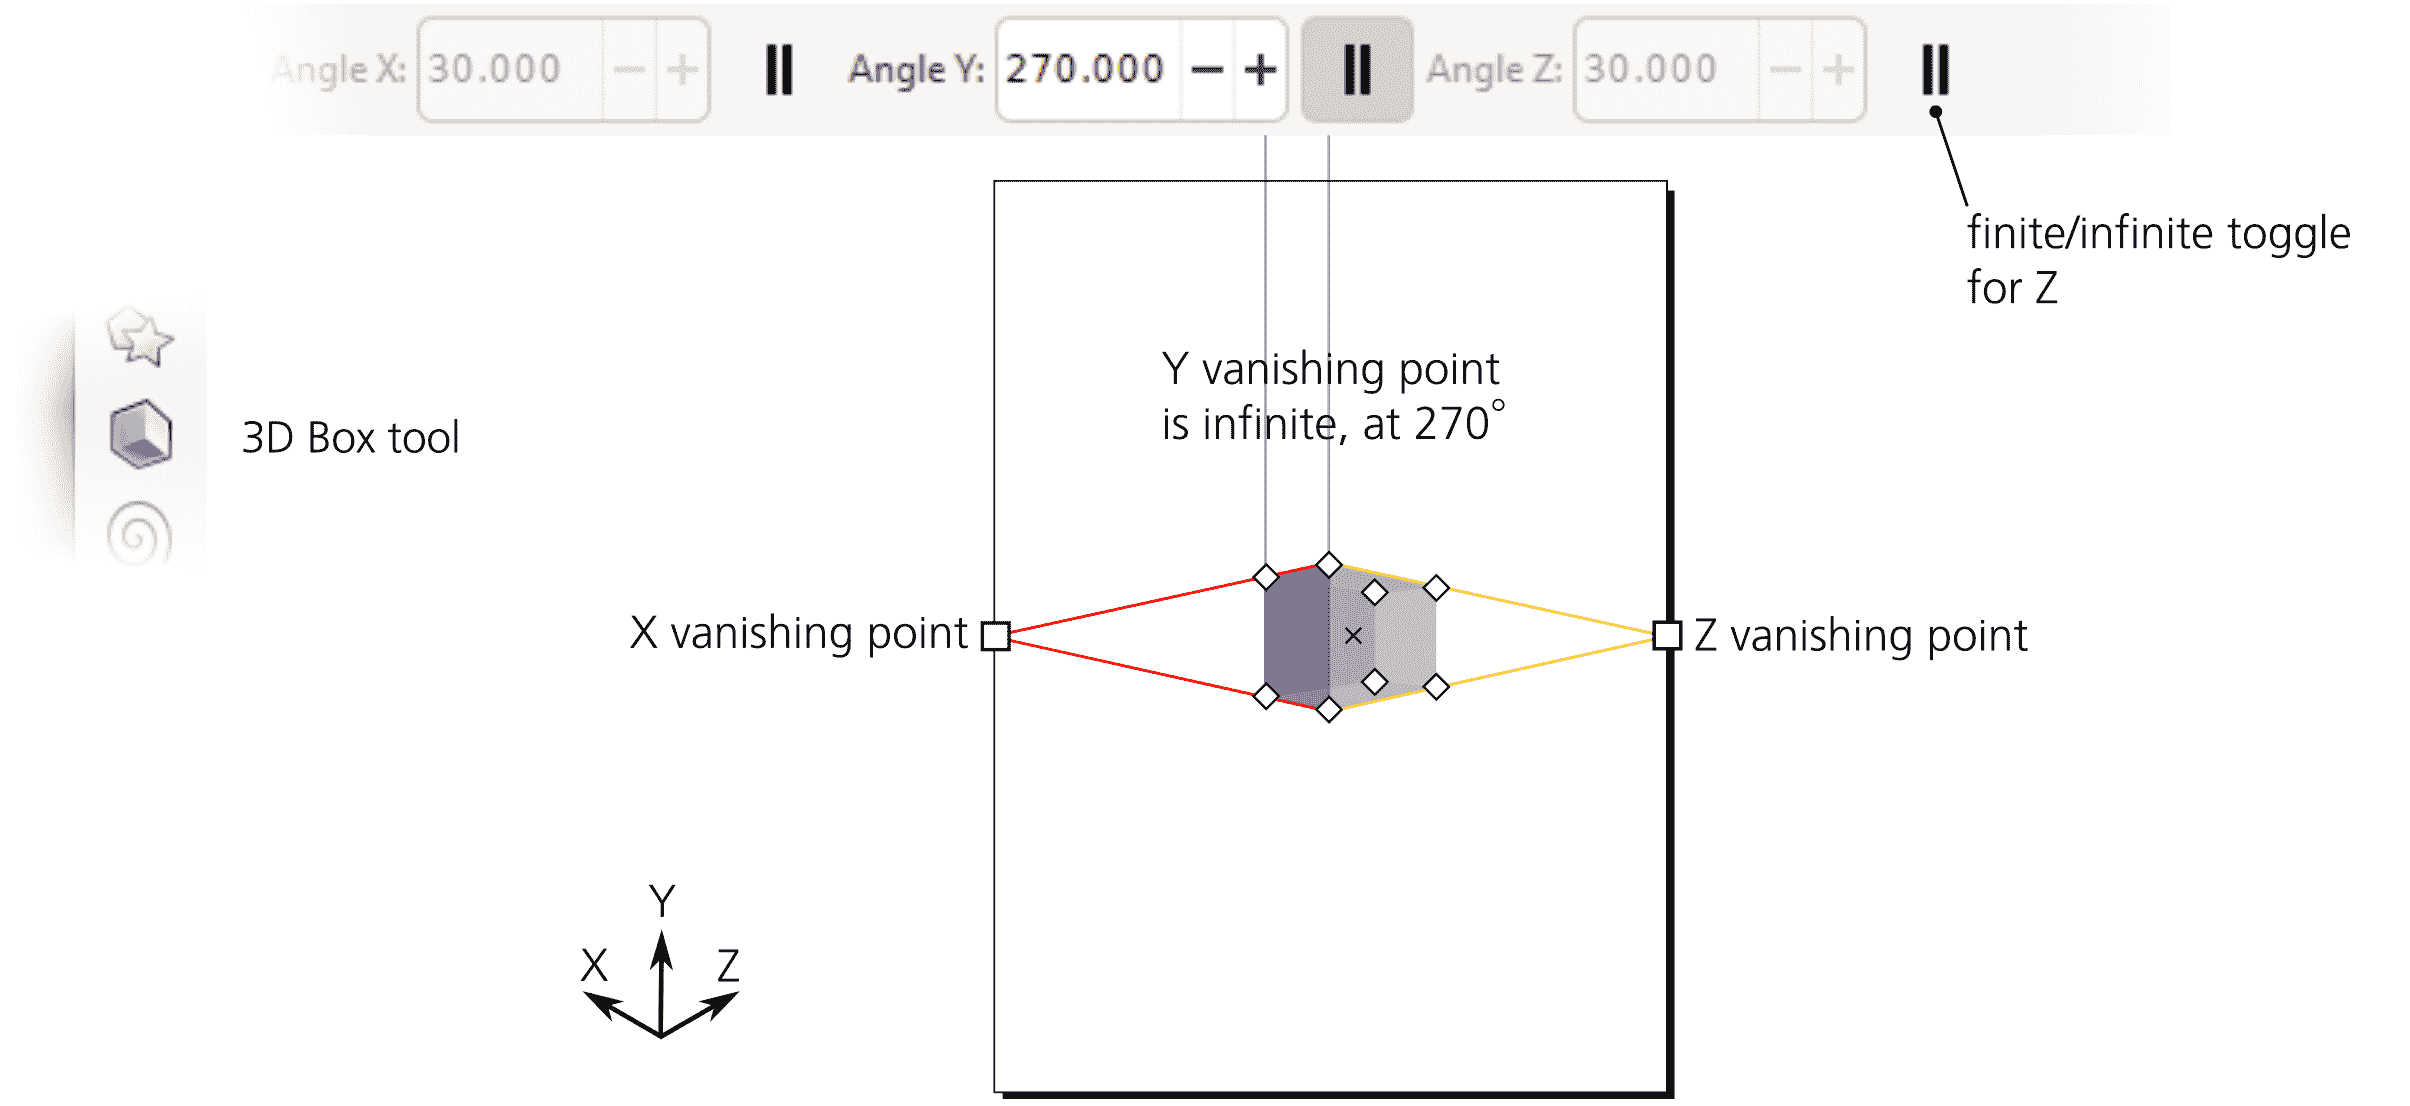 Angle X: 30.000 Angle Y: 270.000 Angle Z: 30.000
finite/infinite toggle
for Z
Y vanishing point
is infinite, at 270°
3D Box tool
X vanishing point
Z vanishing point
Y
X Z